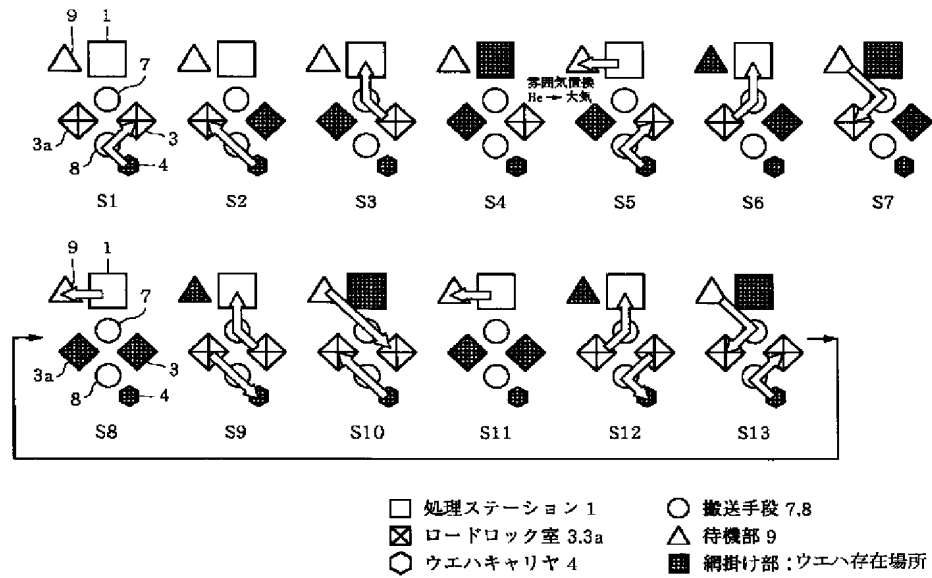 9 1
7
3a 8 4 3
雰囲気置換
He → 大気
S1 S2 S3 S4 S5 S6 S7
9 1
7
3a 3
8 4
S8 S9 S10 S11 S12 S13
処理ステーション 1
ロードロック室 3,3a
ウエハキャリヤ 4
搬送手段 7,8
待機部 9
網掛け部 : ウエハ存在場所